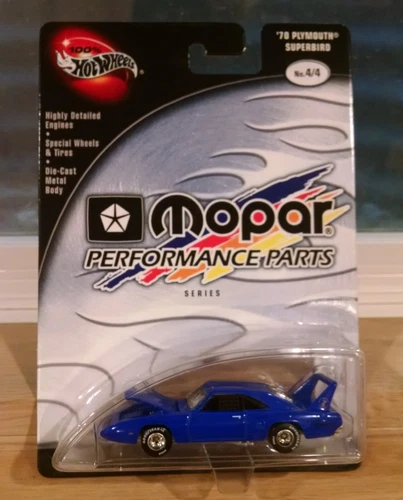 100%
Hot Wheels
'70 PLYMOUTH®
SUPERBIRD
No. 4/4
Highly Detailed
Engines
•
Special Wheels
& Tires
•
Die-Cast
Metal
Body
mopar®
PERFORMANCE PARTS
SERIES